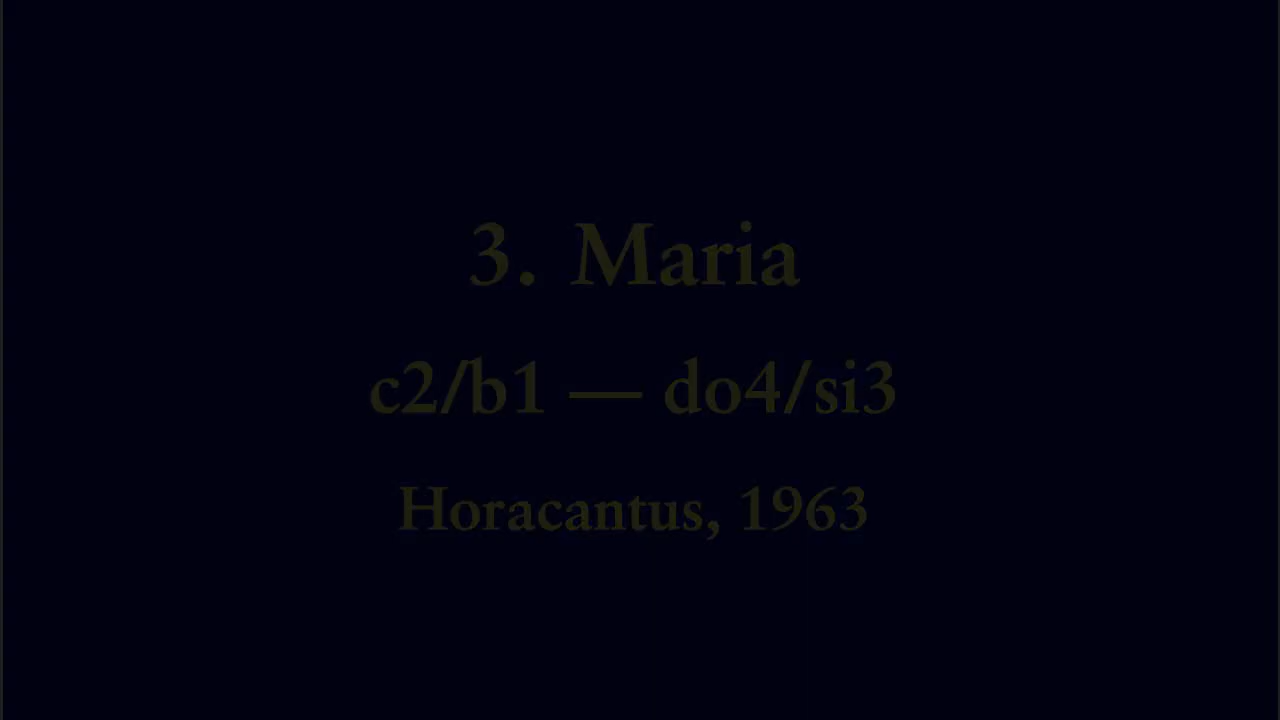 3. Maria
c2/b1 — do4/si3
Horacantus, 1963